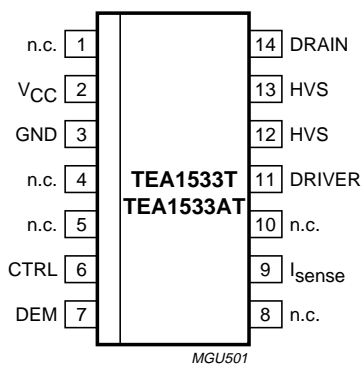 n.c. 1
VCC 2
GND 3
n.c. 4
n.c. 5
CTRL 6
DEM 7
TEA1533T
TEA1533AT
14 DRAIN
13 HVS
12 HVS
11 DRIVER
10 n.c.
9 Isense
8 n.c.
MGU501